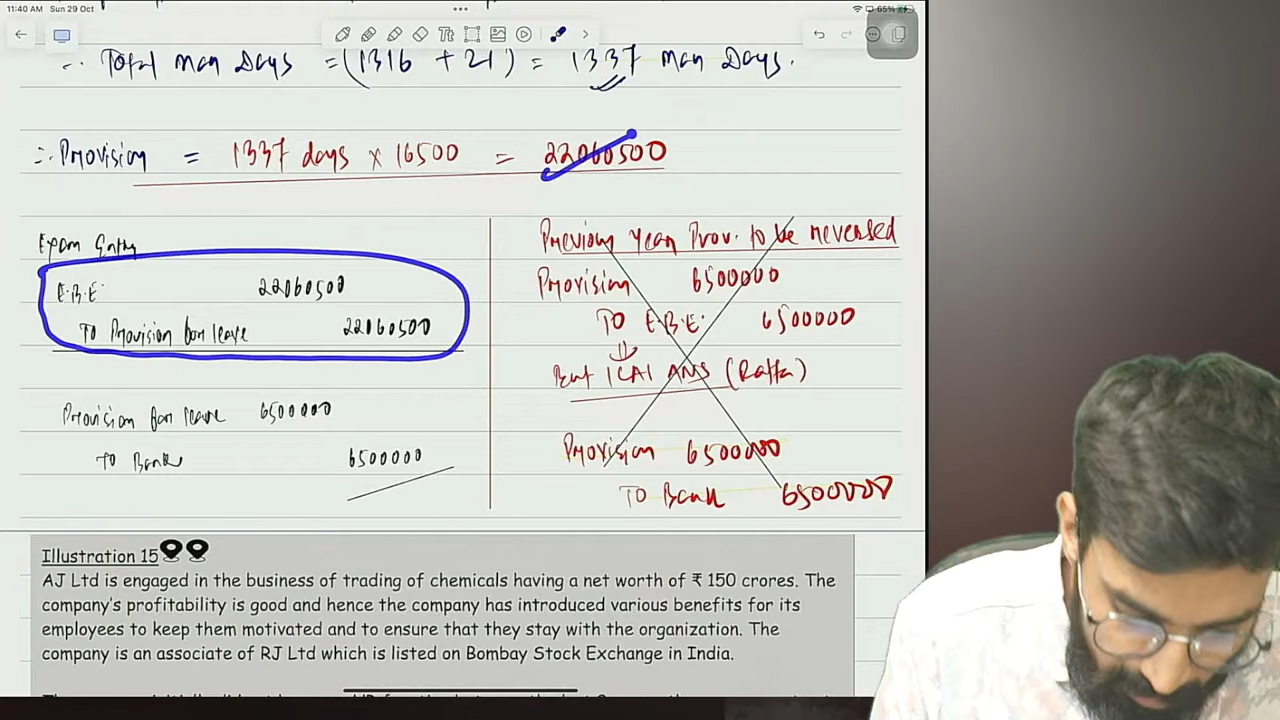 11:40 AM Sun 29 Oct
65%
∴ Total Man Days = (1316 + 21) = 1337 Man Days.
∴ Provision = 1337 days × 16500 = 22060500
Exam Entry
E.B.E. 22060500
To Provision for leave 22060500
Provision for leave 6500000
To Bank 6500000
Previous Year Prov. to be reversed
Provision 6500000
TO E.B.E. 6500000
But ICAI ANS (Ratta)
Provision 6500000
TO Bank 6500000
Illustration 15
AJ Ltd is engaged in the business of trading of chemicals having a net worth of ₹ 150 crores. The
company's profitability is good and hence the company has introduced various benefits for its
employees to keep them motivated and to ensure that they stay with the organization. The
company is an associate of RJ Ltd which is listed on Bombay Stock Exchange in India.